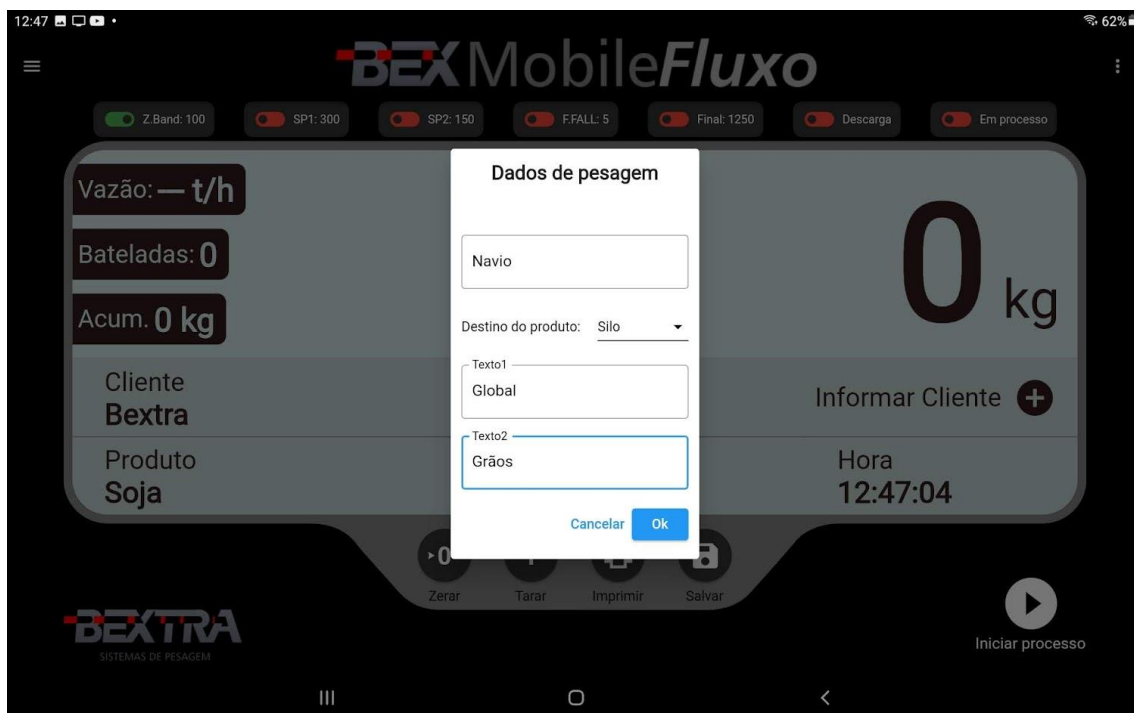 12:47
62%
BEX MobileFluxo
Z.Band: 100
SP1: 300
SP2: 150
F.FALL: 5
Final: 1250
Descarga
Em processo
Vazão: — t/h
Bateladas: 0
Acum. 0 kg
0 kg
Dados de pesagem
Navio
Destino do produto: Silo
Texto1
Global
Texto2
Grãos
Cancelar
Ok
Cliente
Bextra
Informar Cliente
Produto
Soja
Hora
12:47:04
0
Zerar
Tarar
Imprimir
Salvar
Iniciar processo
BEXTRA
SISTEMAS DE PESAGEM